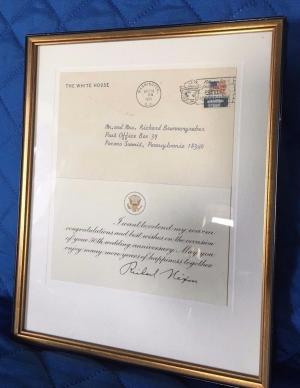 THE WHITE HOUSE
WASHINGTON
D.C.
Mr. and Mrs. Richard Braunnagraber
Post Office Box 39
Pocono Summit, Pennsylvania 18346
I want to extend my warm
congratulations and best wishes on the occasion
of your 50th wedding anniversary. May you
enjoy many more years of happiness together
Richard Nixon